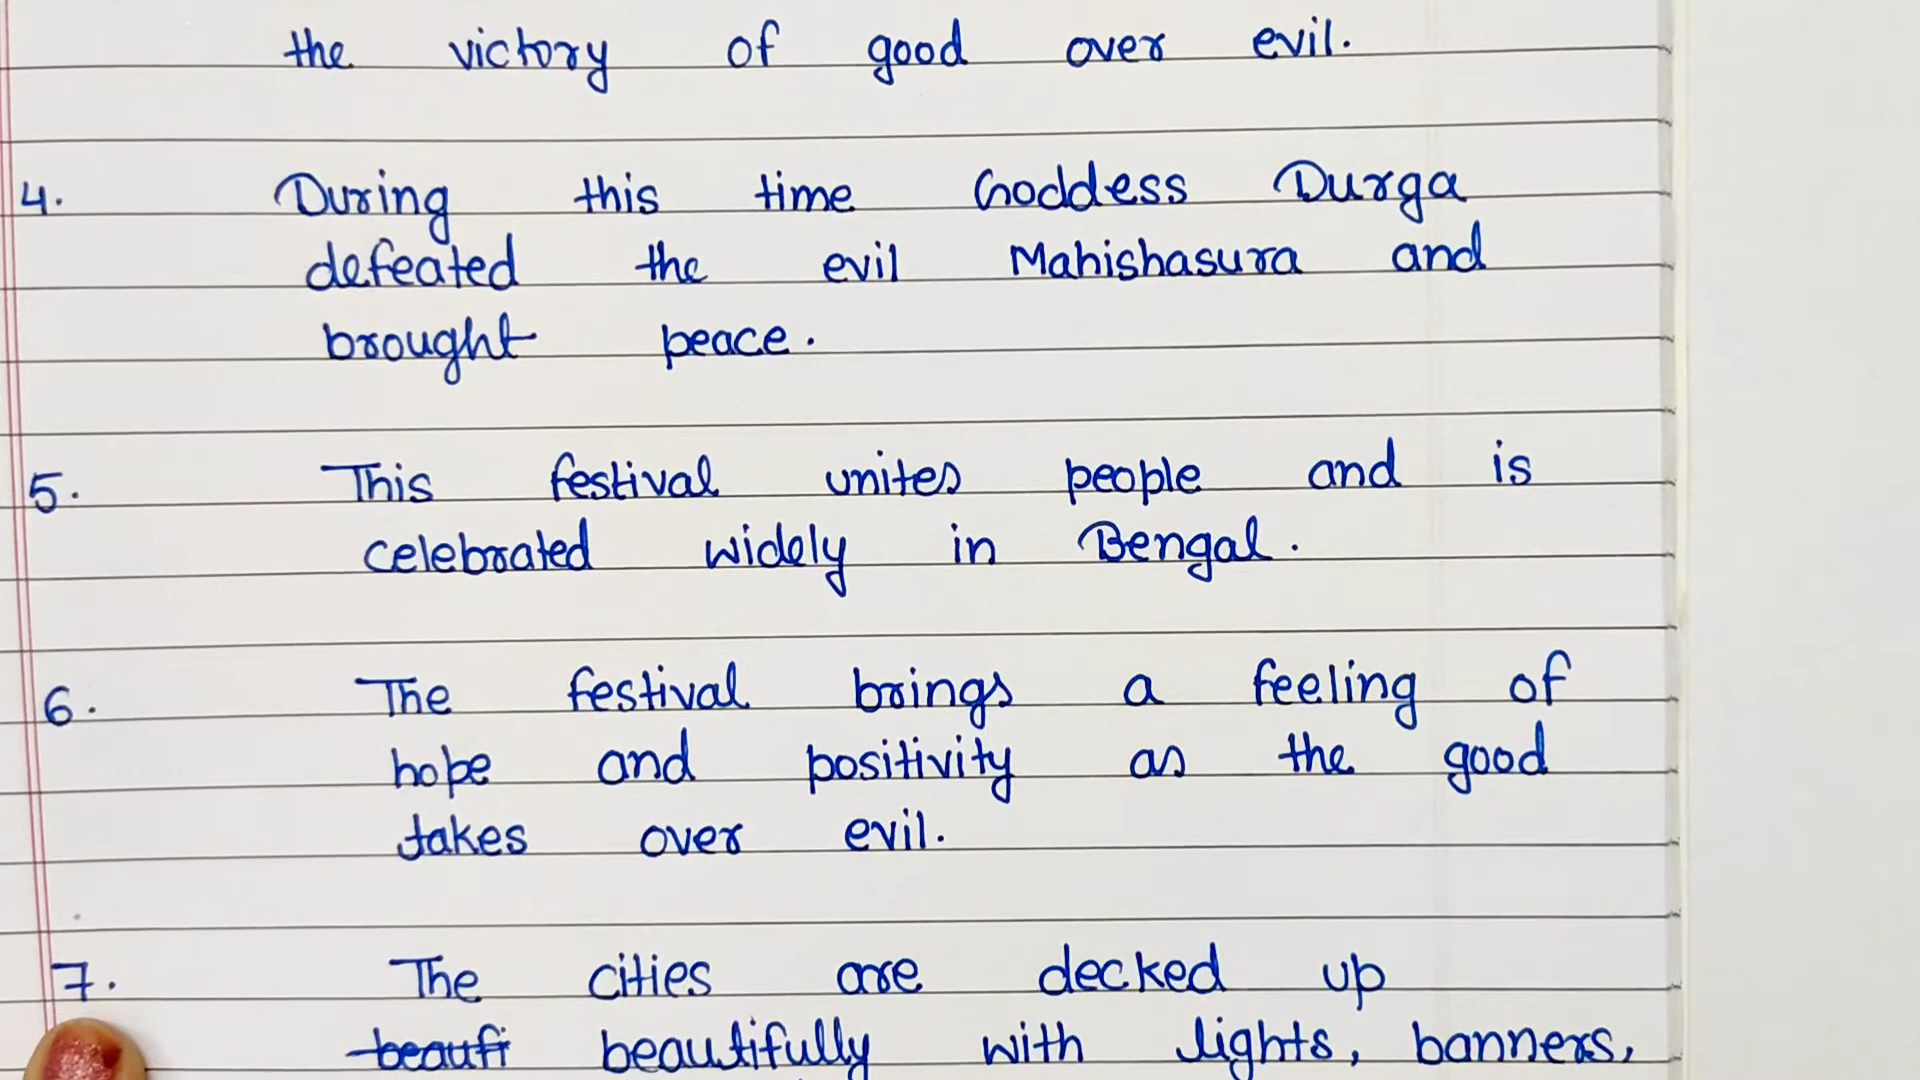 the victory of good over evil.
4. During this time Goddess Durga
defeated the evil Mahishasura and
brought peace.
5. This festival unites people and is
celebrated widely in Bengal.
6. The festival brings a feeling of
hope and positivity as the good
takes over evil.
7. The cities are decked up
beaufi beautifully with lights, banners,